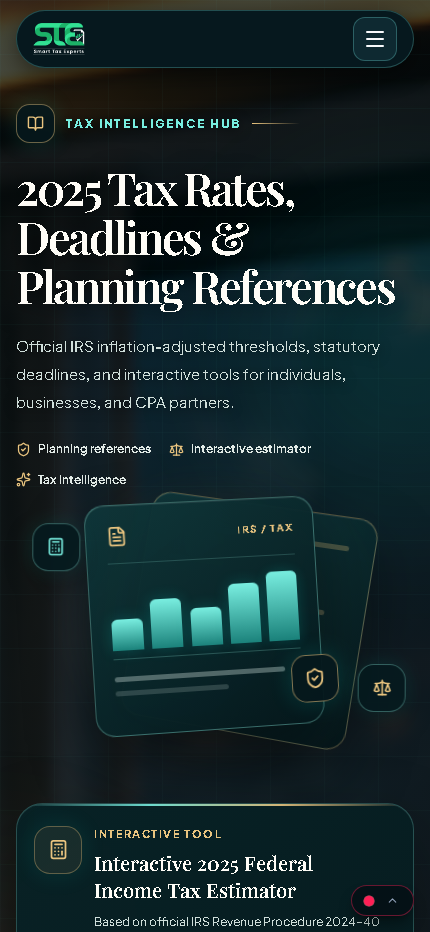 STE
Smart Tax Experts
TAX INTELLIGENCE HUB
2025 Tax Rates,
Deadlines &
Planning References
Official IRS inflation-adjusted thresholds, statutory
deadlines, and interactive tools for individuals,
businesses, and CPA partners.
Planning references
Interactive estimator
Tax intelligence
IRS / TAX
INTERACTIVE TOOL
Interactive 2025 Federal
Income Tax Estimator
Based on official IRS Revenue Procedure 2024-40